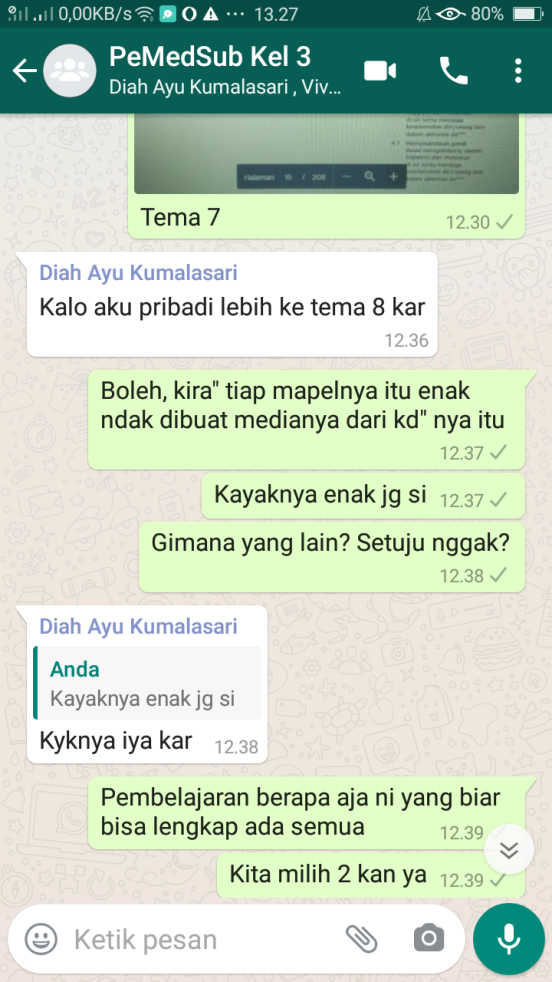 0,00KB/s ... 13.27 80%
PeMedSub Kel 3
Diah Ayu Kumalasari , Viv...
4.7
Halaman 15 / 208 — +
Tema 7
12.30
Diah Ayu Kumalasari
Kalo aku pribadi lebih ke tema 8 kar
12.36
Boleh, kira" tiap mapelnya itu enak
ndak dibuat medianya dari kd" nya itu
12.37
Kayaknya enak jg si 12.37
Gimana yang lain? Setuju nggak?
12.38
Diah Ayu Kumalasari
Anda
Kayaknya enak jg si
Kyknya iya kar 12.38
Pembelajaran berapa aja ni yang biar
bisa lengkap ada semua 12.39
Kita milih 2 kan ya 12.39
Ketik pesan